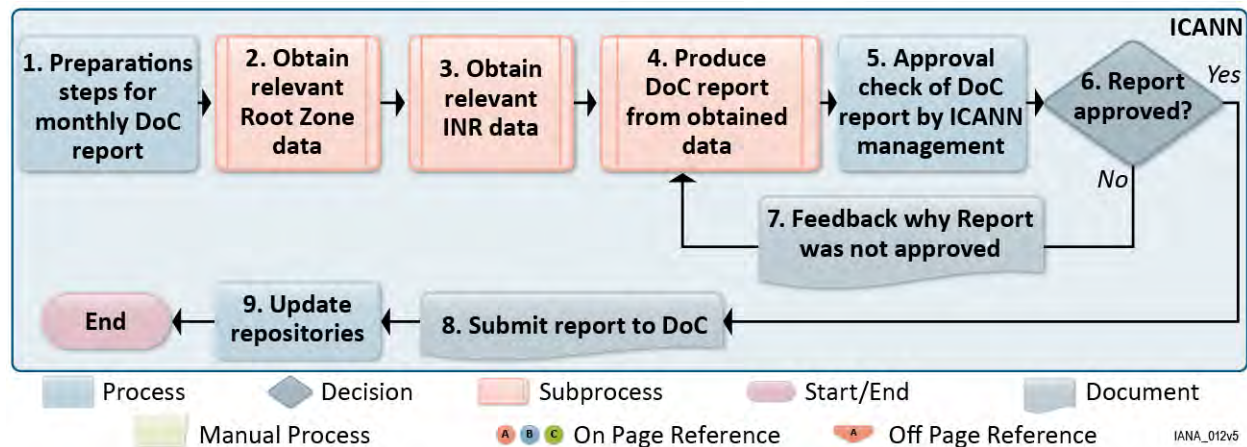 ICANN
1. Preparations
steps for
monthly DoC
report
2. Obtain
relevant
Root Zone
data
3. Obtain
relevant
INR data
4. Produce
DoC report
from obtained
data
5. Approval
check of DoC
report by ICANN
management
6. Report
approved?
Yes
No
7. Feedback why Report
was not approved
End
9. Update
repositories
8. Submit report to DoC
Process
Decision
Subprocess
Start/End
Document
Manual Process
A B C On Page Reference
A Off Page Reference
IANA_012v5